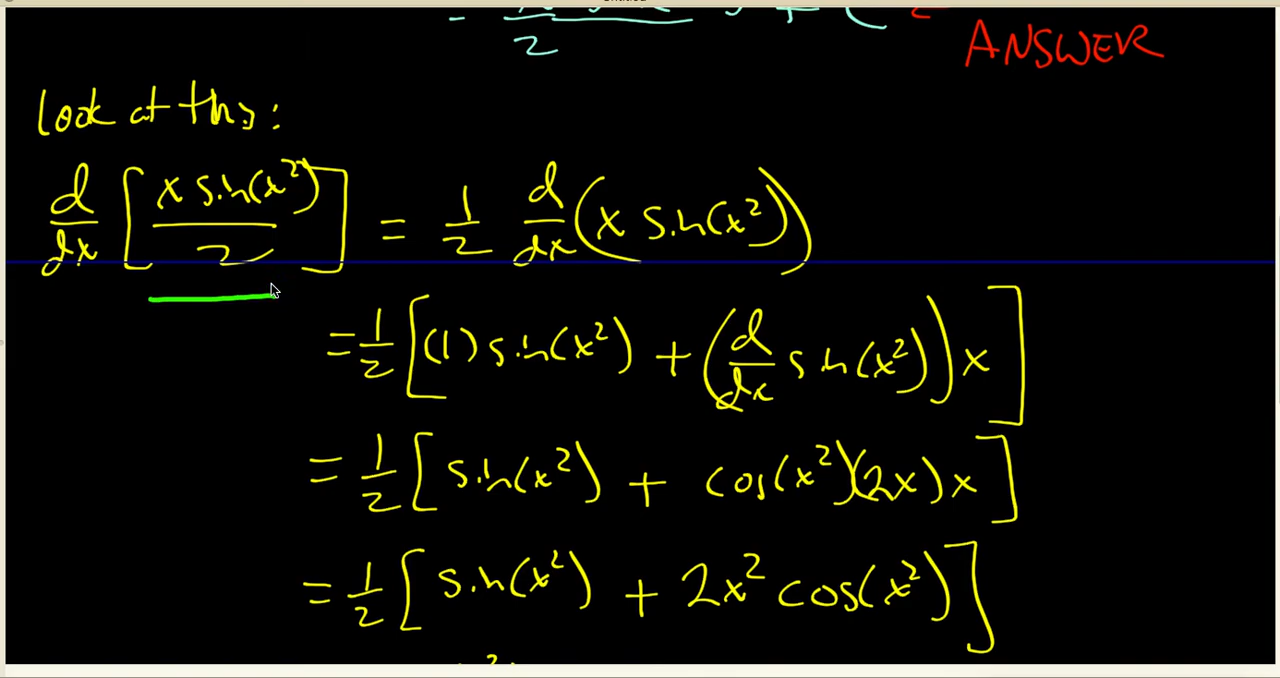 ANSWER
look at this:
d/dx [x sin(x²)/2] = 1/2 d/dx (x sin(x²))
= 1/2 [(1) sin(x²) + (d/dx sin(x²)) x]
= 1/2 [sin(x²) + cos(x²)(2x) x]
= 1/2 [sin(x²) + 2x² cos(x²)]